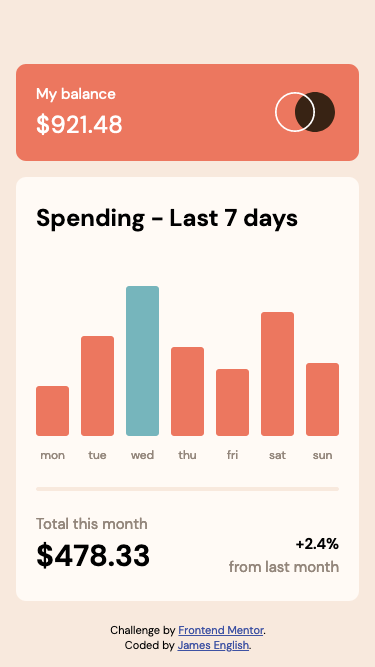 My balance
$921.48
Spending - Last 7 days
mon tue wed thu fri sat sun
Total this month
$478.33
+2.4%
from last month
Challenge by Frontend Mentor.
Coded by James English.